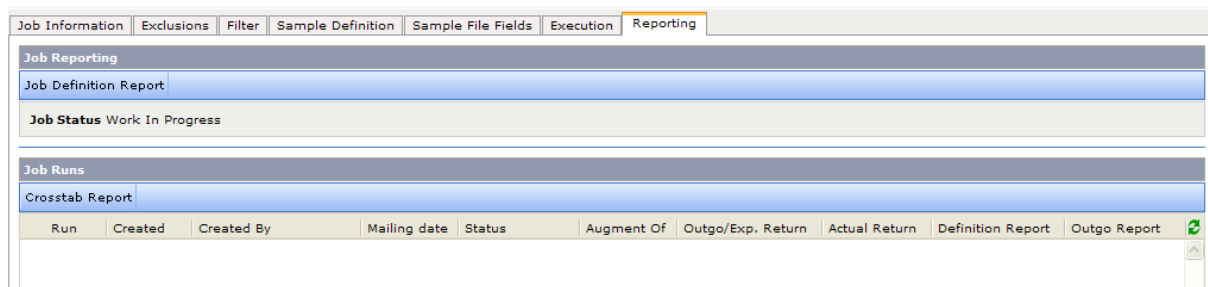 Job Information Exclusions Filter Sample Definition Sample File Fields Execution Reporting
Job Reporting
Job Definition Report
Job Status Work In Progress
Job Runs
Crosstab Report
Run Created Created By Mailing date Status Augment Of Outgo/Exp. Return Actual Return Definition Report Outgo Report